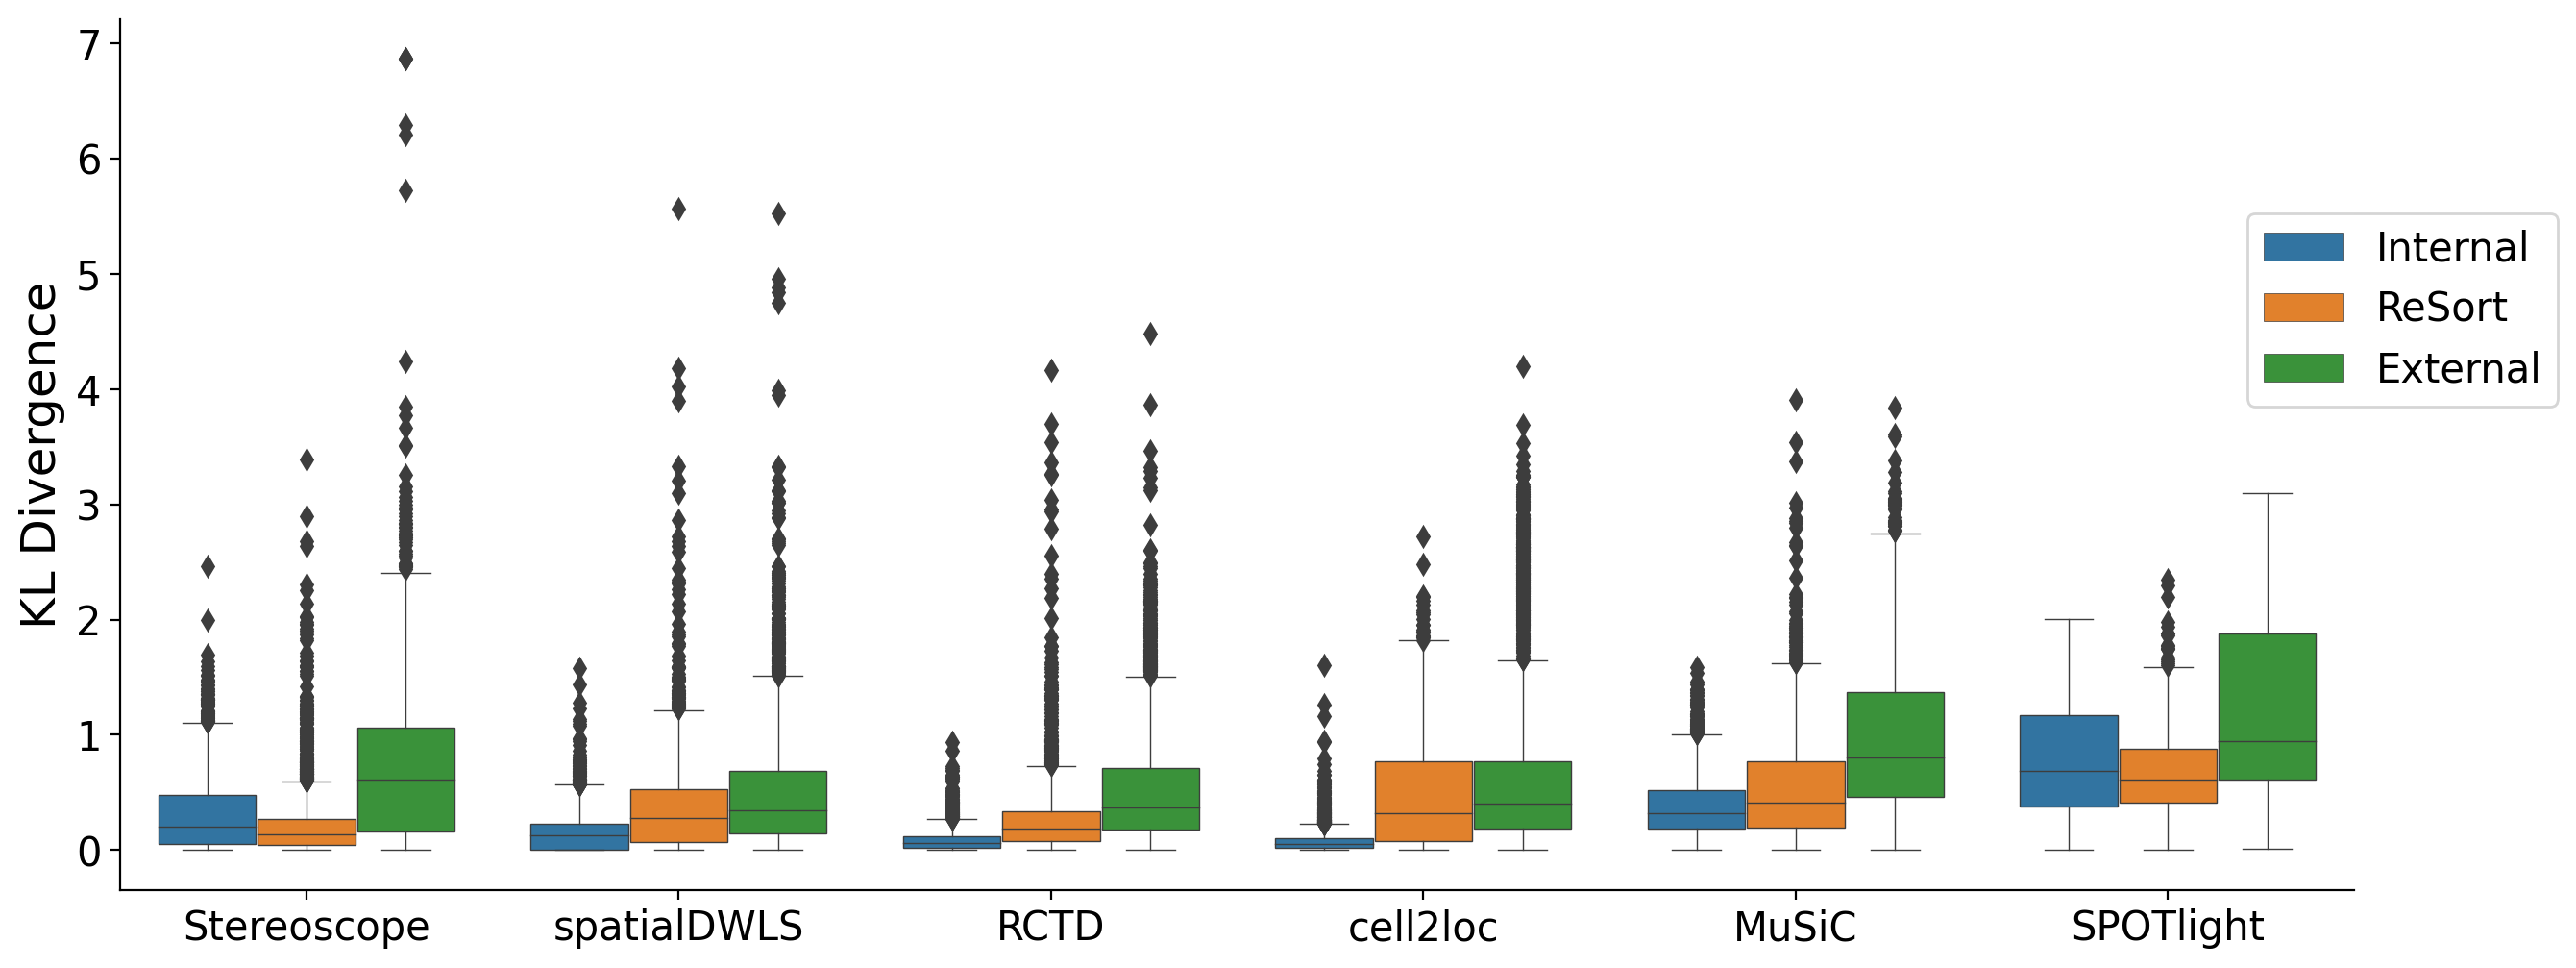 KL Divergence
7
6
5
4
3
2
1
0
Stereoscope
spatialDWLS
RCTD
cell2loc
MuSiC
SPOTlight
Internal
ReSort
External